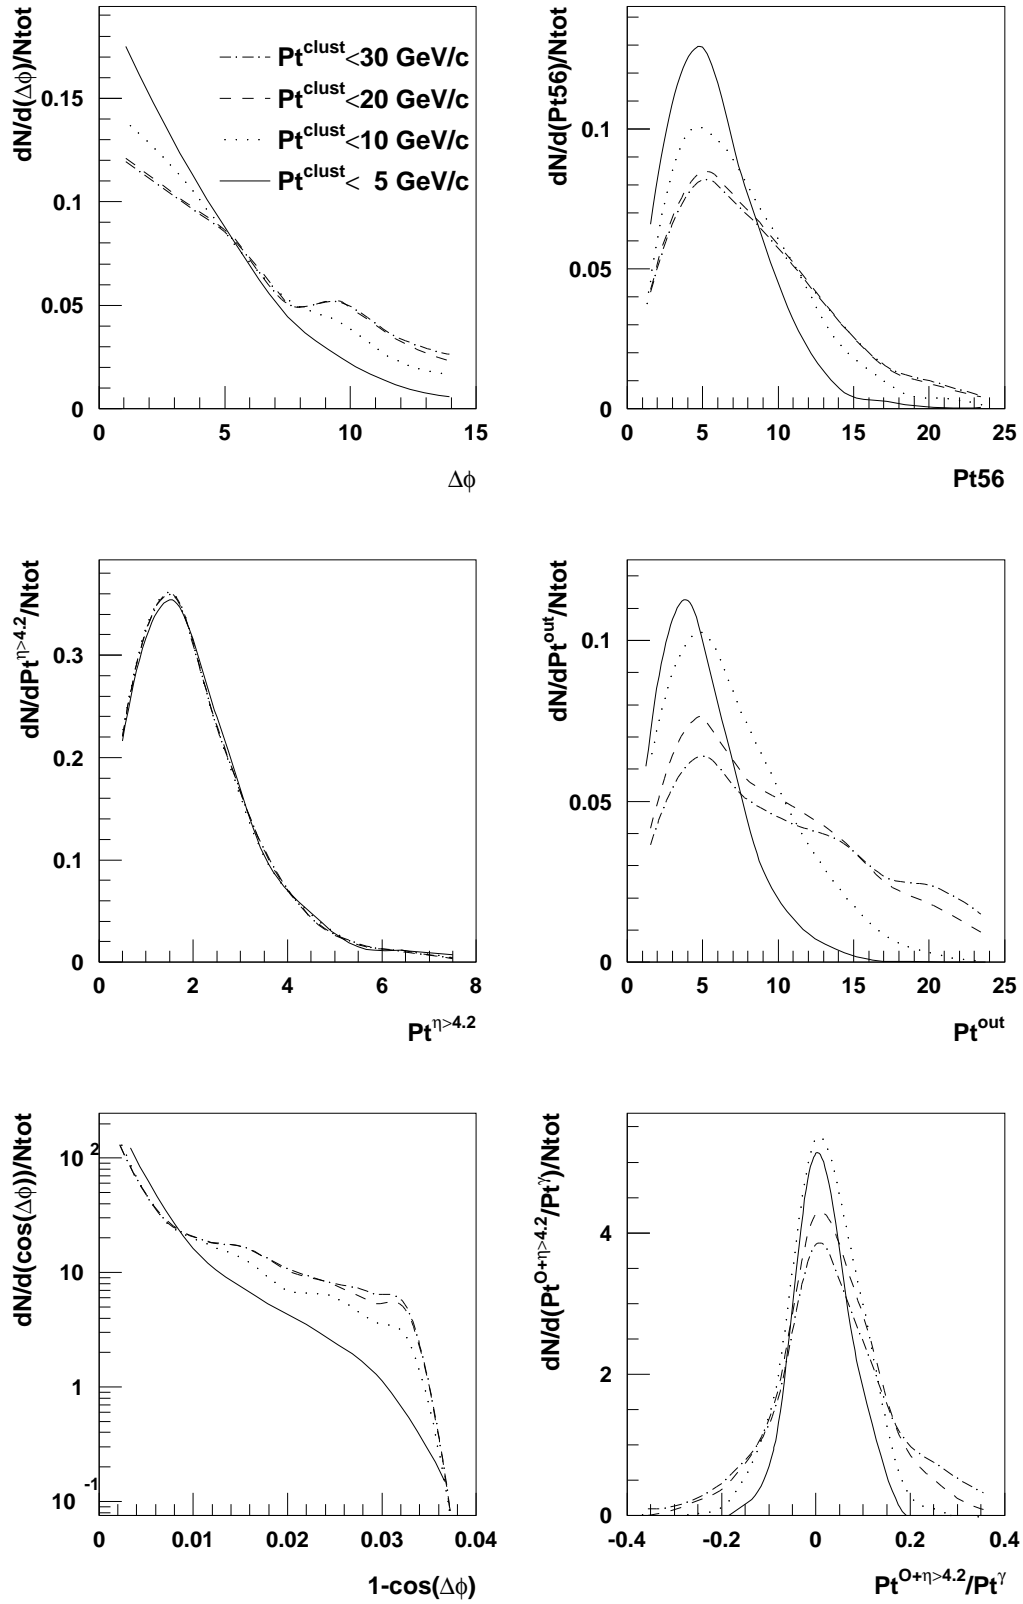 dN/d(Δϕ)/Ntot
0.15
0.1
0.05
0
0 5 10 15
Δϕ
Pt^clust<30 GeV/c
Pt^clust<20 GeV/c
Pt^clust<10 GeV/c
Pt^clust< 5 GeV/c
dN/d(Pt56)/Ntot
0.1
0.05
0
0 5 10 15 20 25
Pt56
dN/dPt^η>4.2/Ntot
0.3
0.2
0.1
0
0 2 4 6 8
Pt^η>4.2
dN/dPt^out/Ntot
0.1
0.05
0
0 5 10 15 20 25
Pt^out
dN/d(cos(Δϕ))/Ntot
10^2
10
1
10^-1
0 0.01 0.02 0.03 0.04
1-cos(Δϕ)
dN/d(Pt^O+η>4.2/Pt^γ)/Ntot
4
2
0
-0.4 -0.2 0 0.2 0.4
Pt^O+η>4.2/Pt^γ